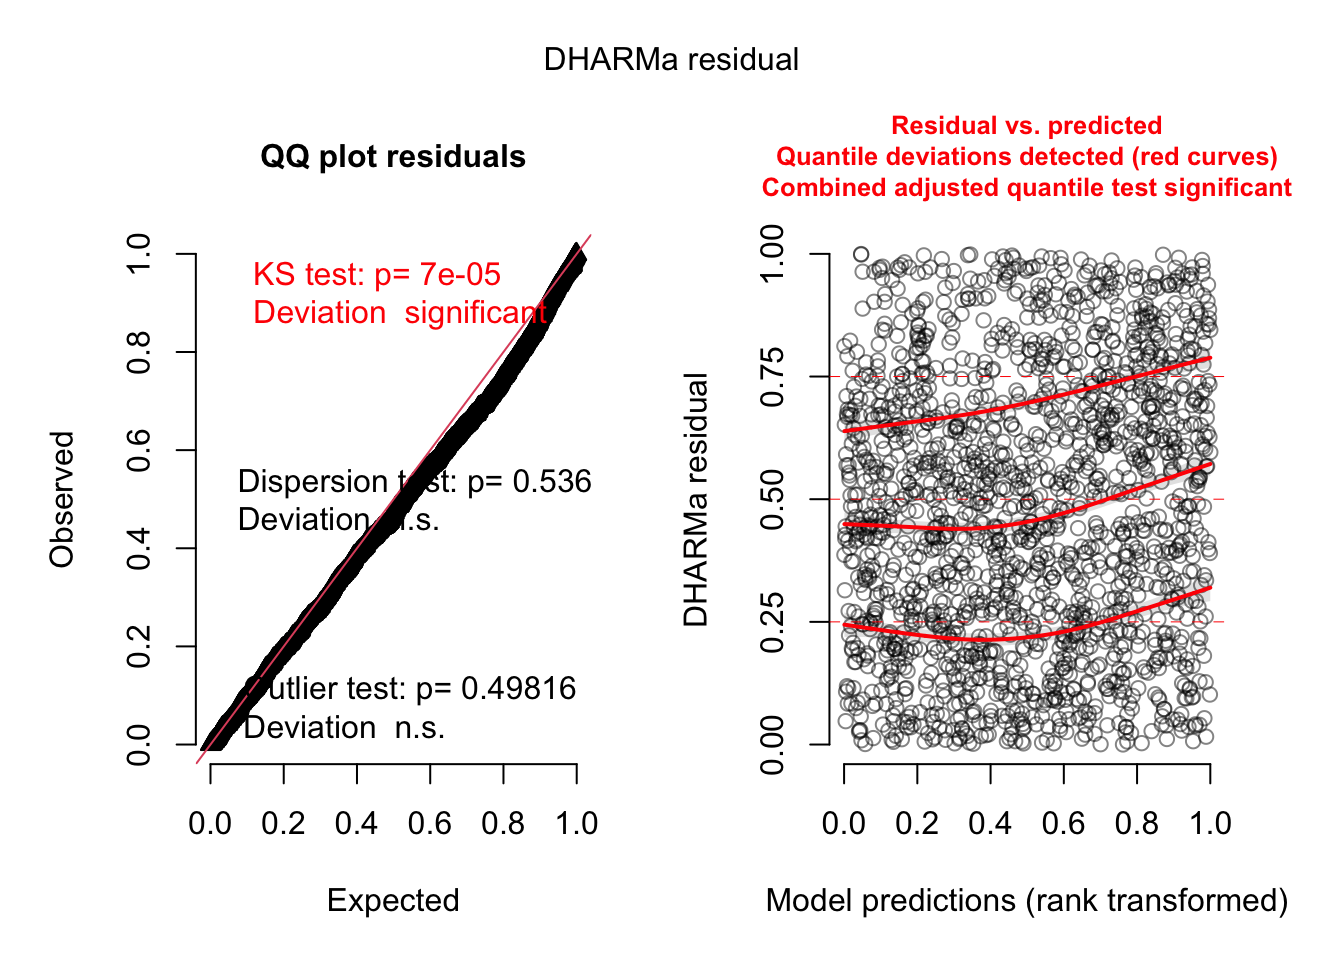 DHARMa residual
QQ plot residuals
KS test: p= 7e-05
Deviation  significant
Dispersion test: p= 0.536
Deviation  n.s.
Outlier test: p= 0.49816
Deviation  n.s.
Observed
0.0 0.2 0.4 0.6 0.8 1.0
0.0 0.2 0.4 0.6 0.8 1.0
Expected
Residual vs. predicted
Quantile deviations detected (red curves)
Combined adjusted quantile test significant
DHARMa residual
0.00 0.25 0.50 0.75 1.00
0.0 0.2 0.4 0.6 0.8 1.0
Model predictions (rank transformed)